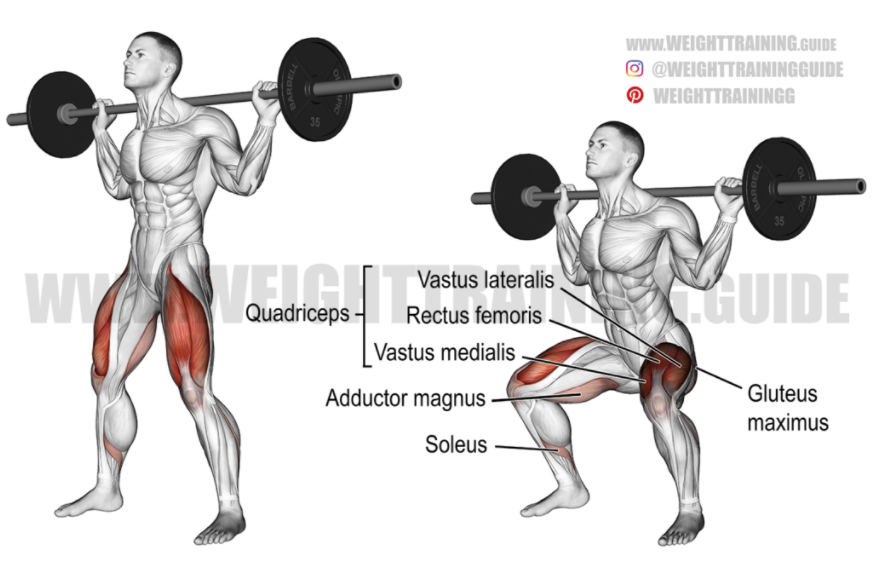 WWW.WEIGHTTRAINING.GUIDE
@WEIGHTTRAININGGUIDE
WEIGHTTRAININGG
BARBELL
OLYMPIC
35
BARBELL
OLYMPIC
35
WWW.WEIGHTTRAINING.GUIDE
Vastus lateralis
Quadriceps
Rectus femoris
Vastus medialis
Adductor magnus
Gluteus
maximus
Soleus